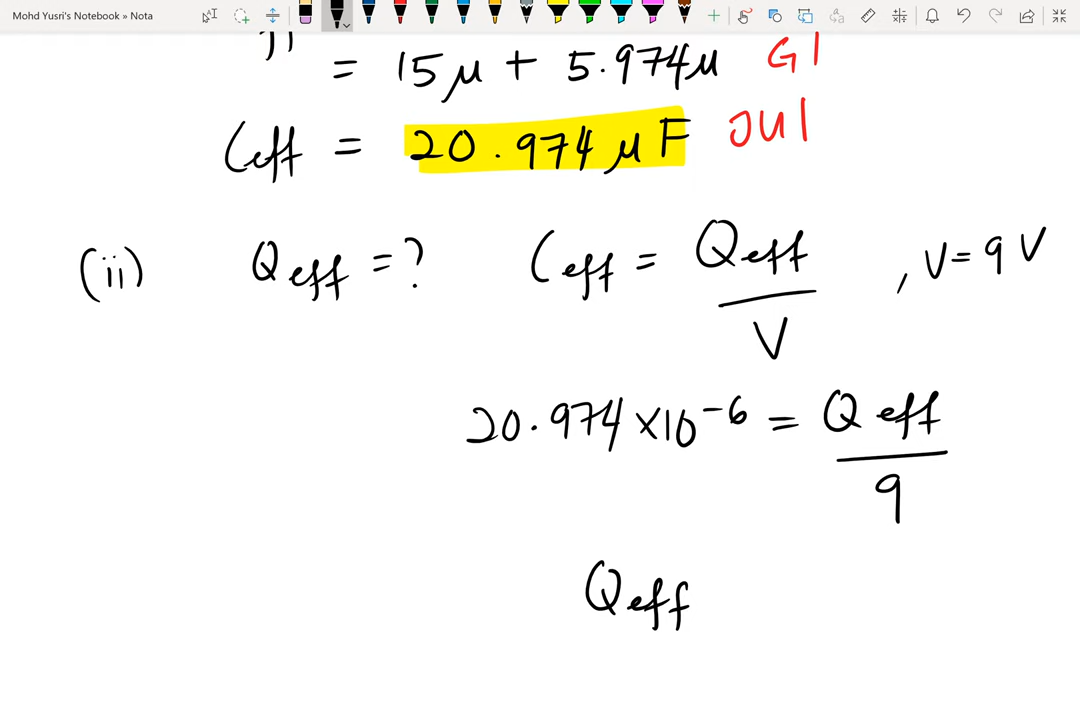 Mohd Yusri's Notebook » Nota
= 15μ + 5.974μ G1
Ceff = 20.974 μF JU1
(ii) Qeff = ? Ceff = Qeff / V , V = 9 V
20.974 × 10⁻⁶ = Qeff / 9
Qeff